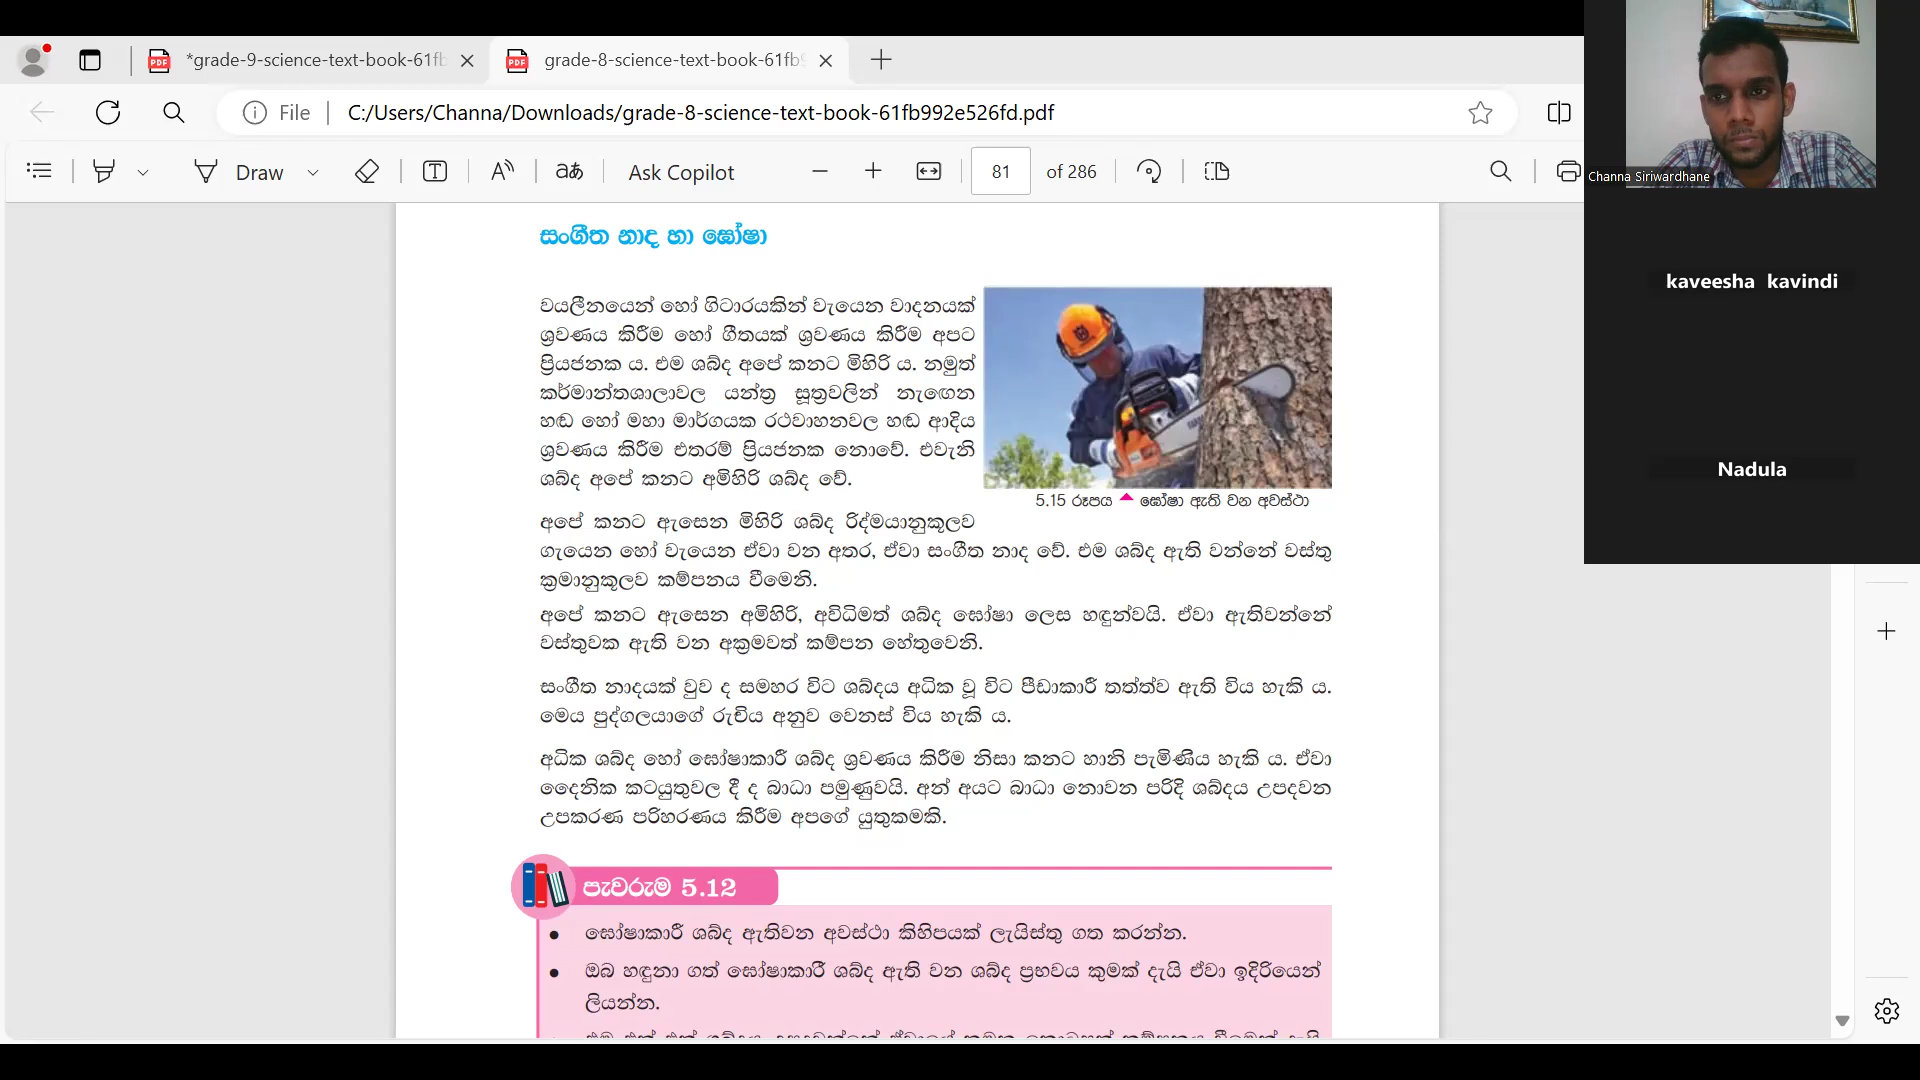 *grade-9-science-text-book-61fb
grade-8-science-text-book-61fb9
File
C:/Users/Channa/Downloads/grade-8-science-text-book-61fb992e526fd.pdf
Draw
Ask Copilot
81
of 286
Channa Siriwardhane
kaveesha kavindi
Nadula
සංගීත නාද හා ඝෝෂා
වයලීනයෙන් හෝ ගිටාරයකින් වැයෙන වාදනයක්
ශ්‍රවණය කිරීම හෝ ගීතයක් ශ්‍රවණය කිරීම අපට
ප්‍රියජනක ය. එම ශබ්ද අපේ කනට මිහිරි ය. නමුත්
කර්මාන්තශාලාවල යන්ත්‍ර සූත්‍රවලින් නැඟෙන
හඬ හෝ මහා මාර්ගයක රථවාහනවල හඬ ආදිය
ශ්‍රවණය කිරීම එතරම් ප්‍රියජනක නොවේ. එවැනි
ශබ්ද අපේ කනට අමිහිරි ශබ්ද වේ.
5.15 රූපය ▲ ඝෝෂා ඇති වන අවස්ථා
අපේ කනට ඇසෙන මිහිරි ශබ්ද රිද්මයානුකූලව
ගැයෙන හෝ වැයෙන ඒවා වන අතර, ඒවා සංගීත නාද වේ. එම ශබ්ද ඇති වන්නේ වස්තු
ක්‍රමානුකූලව කම්පනය වීමෙනි.
අපේ කනට ඇසෙන අමිහිරි, අවිධිමත් ශබ්ද ඝෝෂා ලෙස හඳුන්වයි. ඒවා ඇතිවන්නේ
වස්තුවක ඇති වන අක්‍රමවත් කම්පන හේතුවෙනි.
සංගීත නාදයක් වුව ද සමහර විට ශබ්දය අධික වූ විට පීඩාකාරී තත්ත්ව ඇති විය හැකි ය.
මෙය පුද්ගලයාගේ රුචිය අනුව වෙනස් විය හැකි ය.
අධික ශබ්ද හෝ ඝෝෂාකාරී ශබ්ද ශ්‍රවණය කිරීම නිසා කනට හානි පැමිණිය හැකි ය. ඒවා
දෛනික කටයුතුවල දී ද බාධා පමුණුවයි. අන් අයට බාධා නොවන පරිදි ශබ්දය උපදවන
උපකරණ පරිහරණය කිරීම අපගේ යුතුකමකි.
පැවරුම 5.12
● ඝෝෂාකාරී ශබ්ද ඇතිවන අවස්ථා කිහිපයක් ලැයිස්තු ගත කරන්න.
● ඔබ හඳුනා ගත් ඝෝෂාකාරී ශබ්ද ඇති වන ශබ්ද ප්‍රභවය කුමක් දැයි ඒවා ඉදිරියෙන්
ලියන්න.